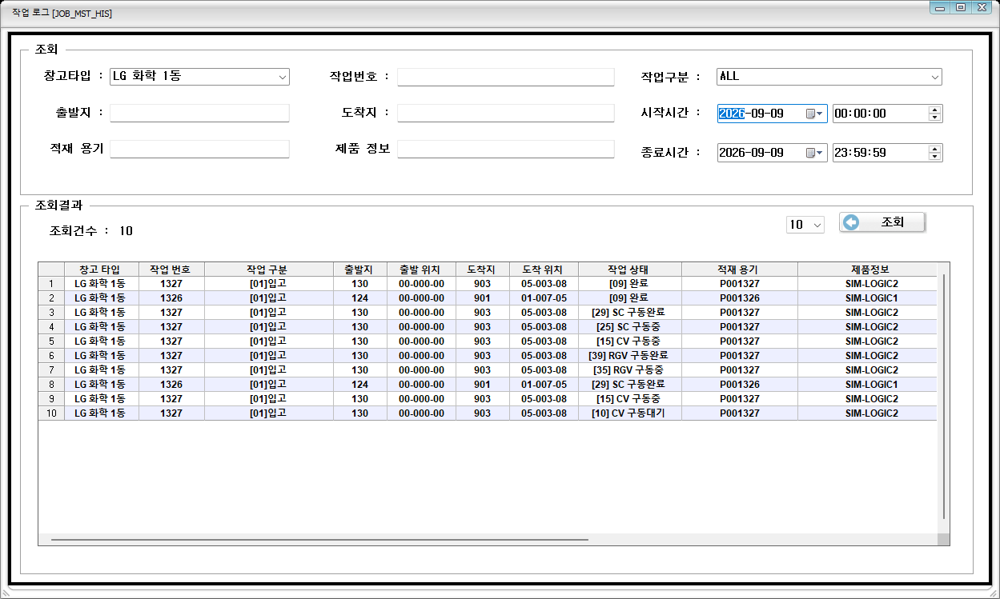 작업 로그 [JOB_MST_HIS]
조회
창고타입 : LG 화학 1동 작업번호 : 작업구분 : ALL
출발지 : 도착지 : 시작시간 : 2026-09-09 00:00:00
적재 용기 제품 정보 종료시간 : 2026-09-09 23:59:59
조회결과
조회건수 : 10 10 조회
창고 타입 작업 번호 작업 구분 출발지 출발 위치 도착지 도착 위치 작업 상태 적재 용기 제품정보
1 LG 화학 1동 1327 [01]입고 130 00-000-00 903 05-003-08 [09] 완료 P001327 SIM-LOGIC2
2 LG 화학 1동 1326 [01]입고 124 00-000-00 901 01-007-05 [09] 완료 P001326 SIM-LOGIC1
3 LG 화학 1동 1327 [01]입고 130 00-000-00 903 05-003-08 [29] SC 구동완료 P001327 SIM-LOGIC2
4 LG 화학 1동 1327 [01]입고 130 00-000-00 903 05-003-08 [25] SC 구동중 P001327 SIM-LOGIC2
5 LG 화학 1동 1327 [01]입고 130 00-000-00 903 05-003-08 [15] CV 구동중 P001327 SIM-LOGIC2
6 LG 화학 1동 1327 [01]입고 130 00-000-00 903 05-003-08 [39] RGV 구동완료 P001327 SIM-LOGIC2
7 LG 화학 1동 1327 [01]입고 130 00-000-00 903 05-003-08 [35] RGV 구동중 P001327 SIM-LOGIC2
8 LG 화학 1동 1326 [01]입고 124 00-000-00 901 01-007-05 [29] SC 구동완료 P001326 SIM-LOGIC1
9 LG 화학 1동 1327 [01]입고 130 00-000-00 903 05-003-08 [15] CV 구동중 P001327 SIM-LOGIC2
10 LG 화학 1동 1327 [01]입고 130 00-000-00 903 05-003-08 [10] CV 구동대기 P001327 SIM-LOGIC2